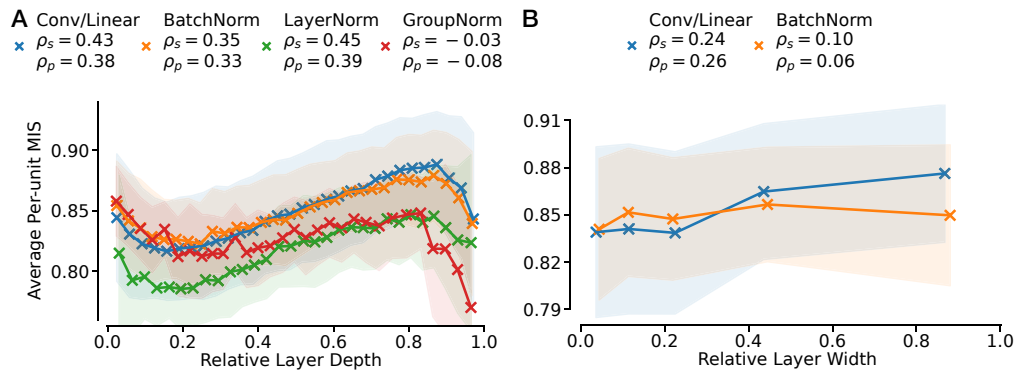 A
Conv/Linear BatchNorm LayerNorm GroupNorm
ρs = 0.43 ρs = 0.35 ρs = 0.45 ρs = − 0.03
ρp = 0.38 ρp = 0.33 ρp = 0.39 ρp = − 0.08
Average Per-unit MIS
0.90
0.85
0.80
0.0 0.2 0.4 0.6 0.8 1.0
Relative Layer Depth
B
Conv/Linear BatchNorm
ρs = 0.24 ρs = 0.10
ρp = 0.26 ρp = 0.06
0.91
0.88
0.85
0.82
0.79
0.0 0.2 0.4 0.6 0.8 1.0
Relative Layer Width